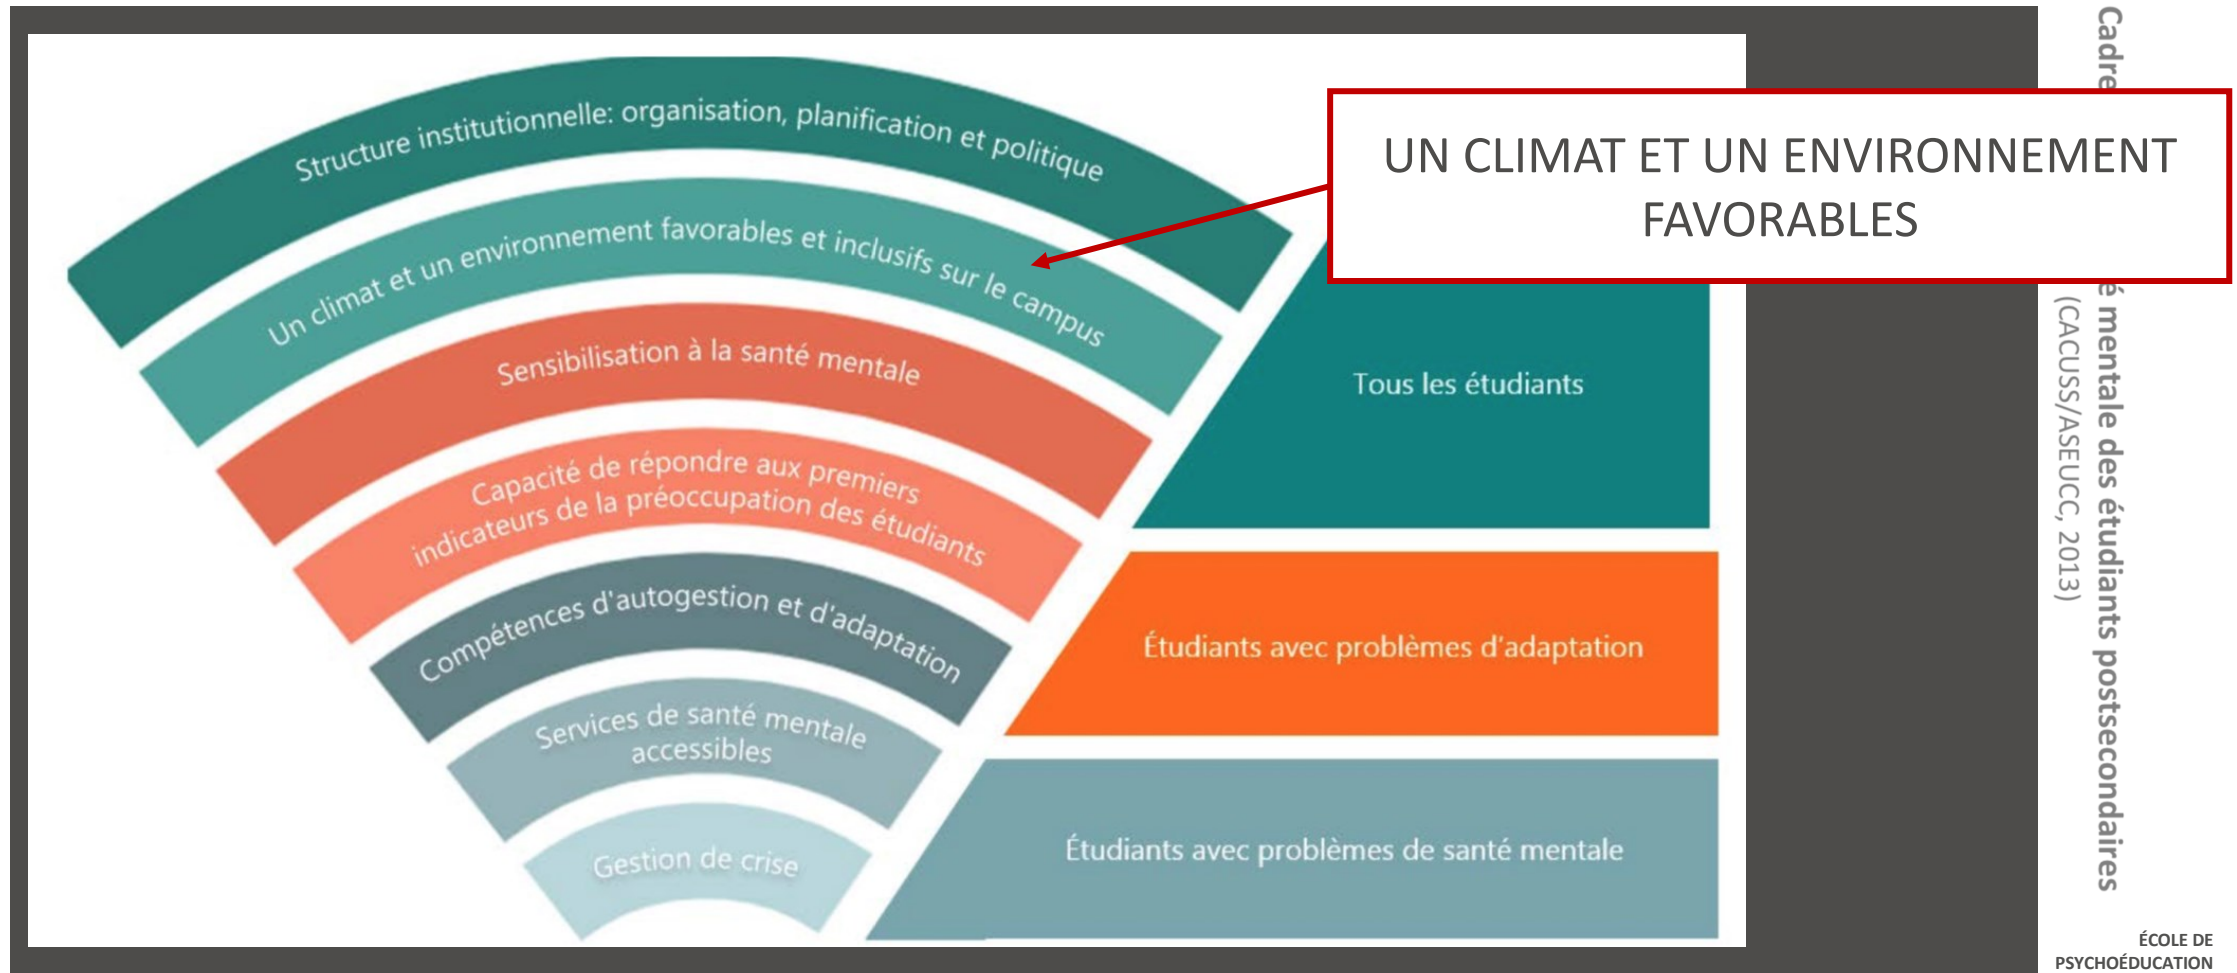 Structure institutionnelle: organisation, planification et politique
Un climat et un environnement favorables et inclusifs sur le campus
Sensibilisation à la santé mentale
Capacité de répondre aux premiers
indicateurs de la préoccupation des étudiants
Compétences d'autogestion et d'adaptation
Services de santé mentale
accessibles
Gestion de crise
UN CLIMAT ET UN ENVIRONNEMENT
FAVORABLES
Tous les étudiants
Étudiants avec problèmes d'adaptation
Étudiants avec problèmes de santé mentale
Cadre mentale des étudiants postsecondaires
(CACUSS/ASEUCC, 2013)
ÉCOLE DE
PSYCHOÉDUCATION